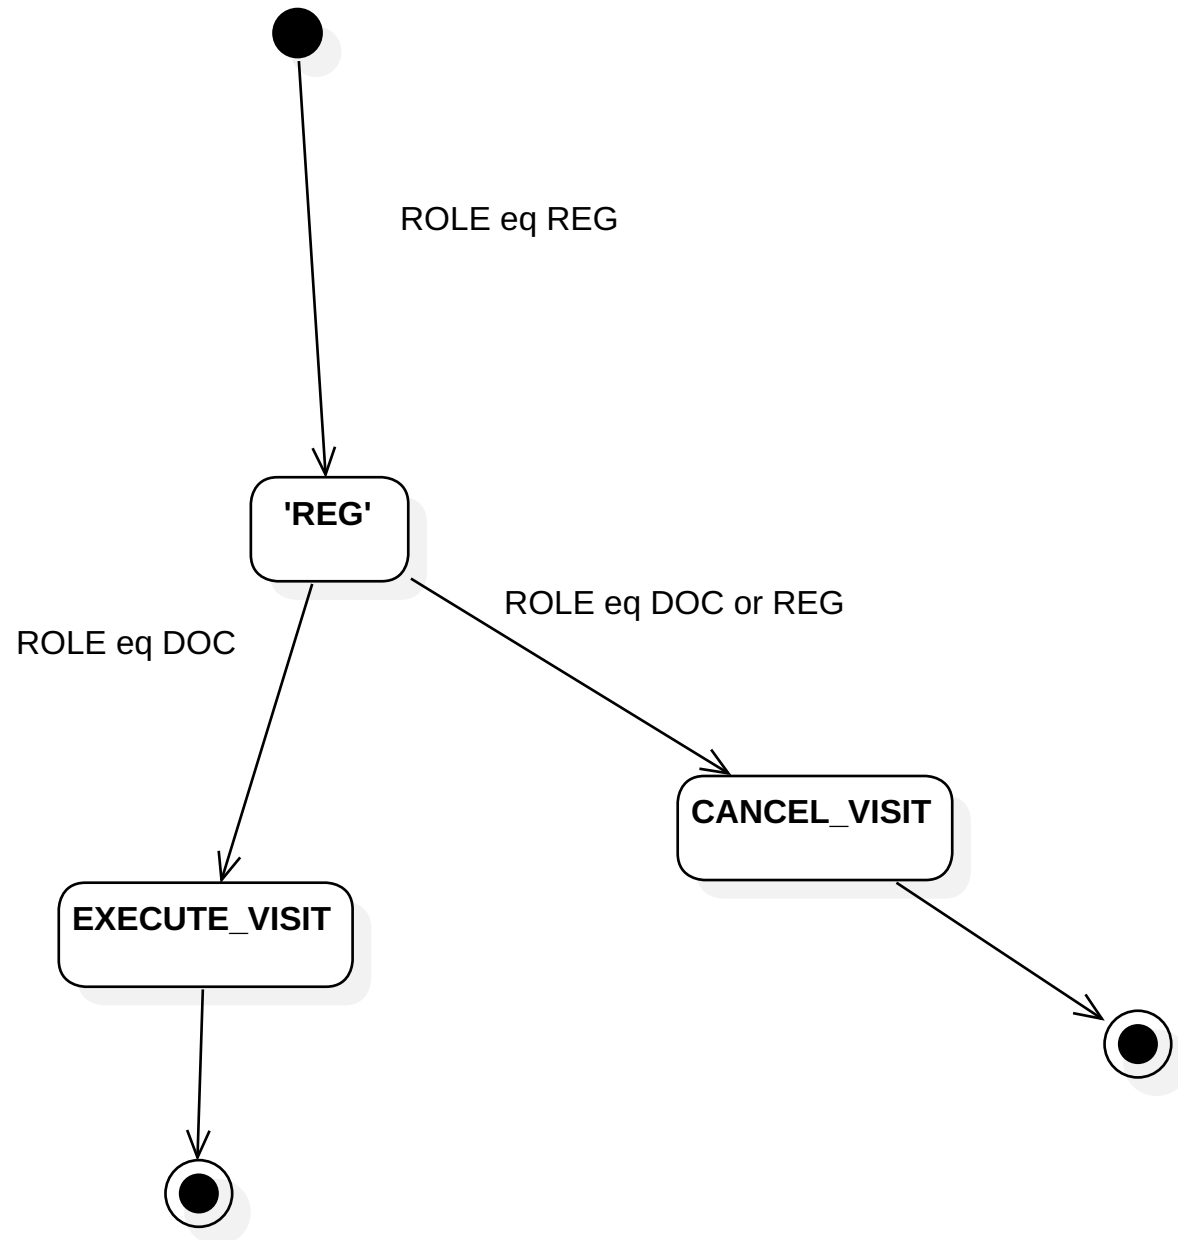 ROLE eq REG
'REG'
ROLE eq DOC or REG
ROLE eq DOC
CANCEL_VISIT
EXECUTE_VISIT